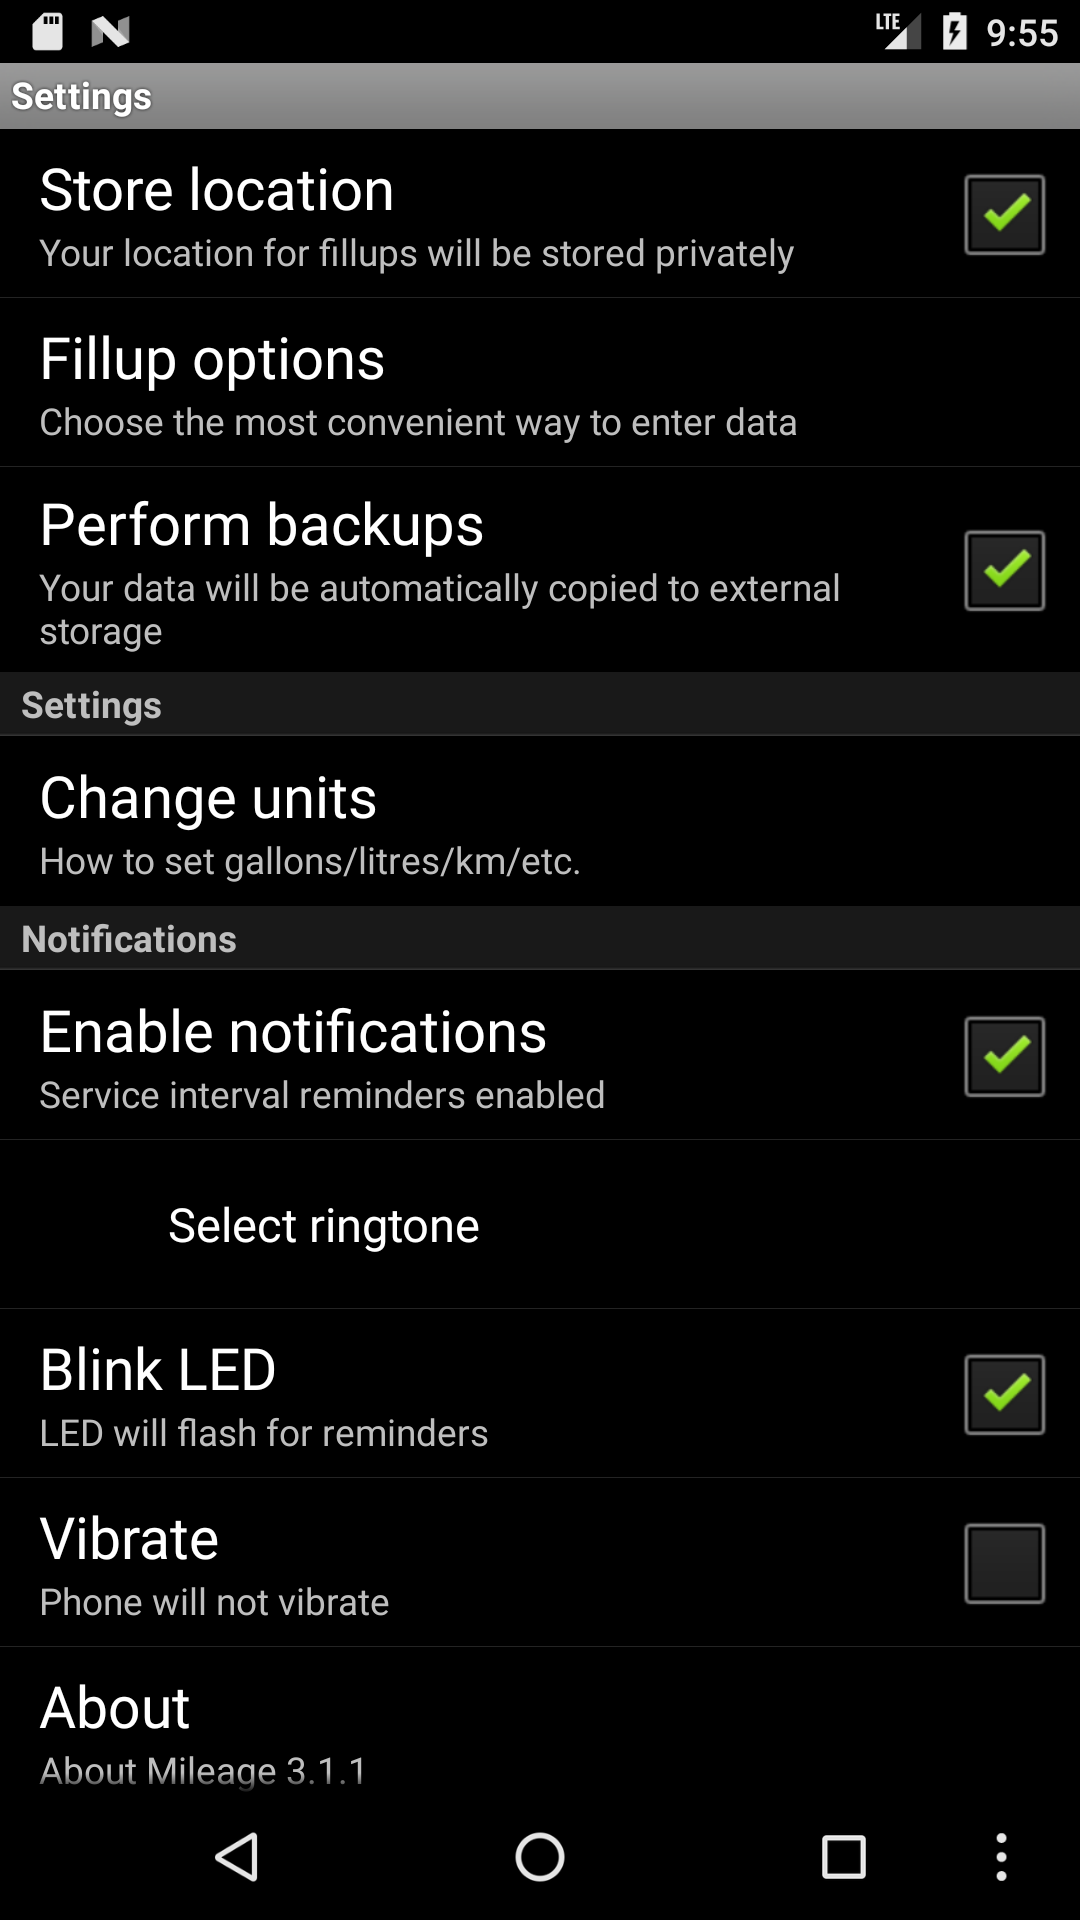 LTE 9:55
Settings
Store location
Your location for fillups will be stored privately
Fillup options
Choose the most convenient way to enter data
Perform backups
Your data will be automatically copied to external
storage
Settings
Change units
How to set gallons/litres/km/etc.
Notifications
Enable notifications
Service interval reminders enabled
Select ringtone
Blink LED
LED will flash for reminders
Vibrate
Phone will not vibrate
About
About Mileage 3.1.1